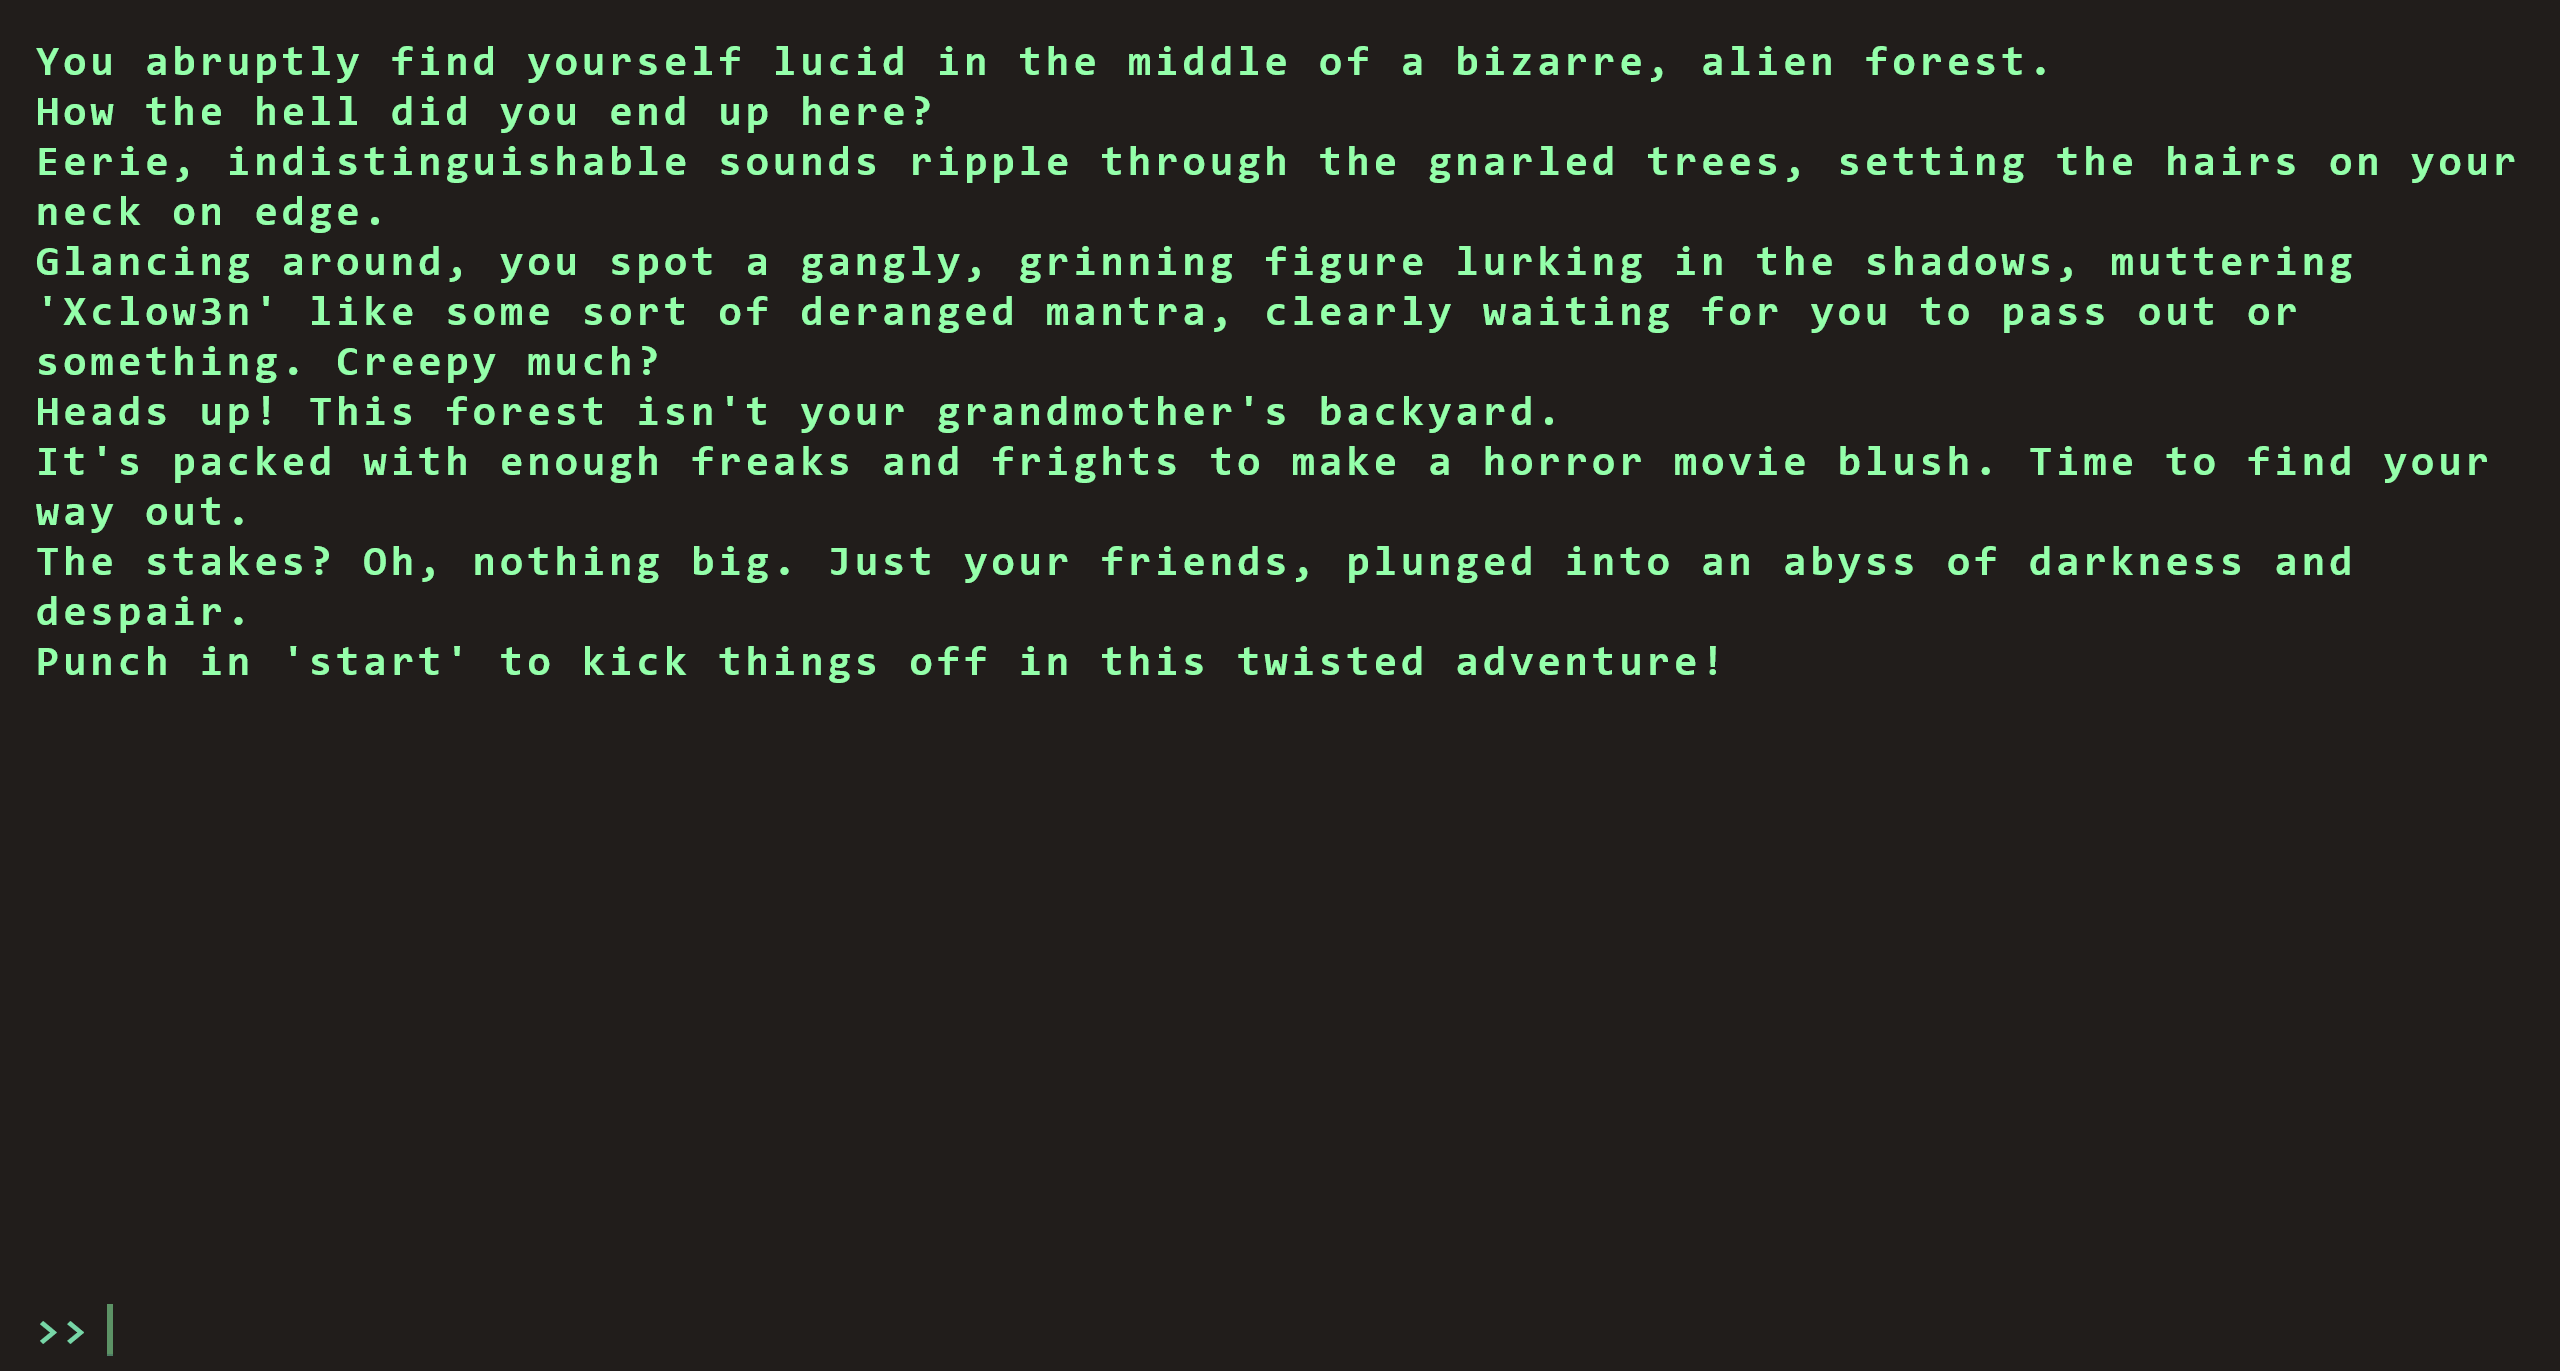 You abruptly find yourself lucid in the middle of a bizarre, alien forest.
How the hell did you end up here?
Eerie, indistinguishable sounds ripple through the gnarled trees, setting the hairs on your
neck on edge.
Glancing around, you spot a gangly, grinning figure lurking in the shadows, muttering
'Xclow3n' like some sort of deranged mantra, clearly waiting for you to pass out or
something. Creepy much?
Heads up! This forest isn't your grandmother's backyard.
It's packed with enough freaks and frights to make a horror movie blush. Time to find your
way out.
The stakes? Oh, nothing big. Just your friends, plunged into an abyss of darkness and
despair.
Punch in 'start' to kick things off in this twisted adventure!
>>